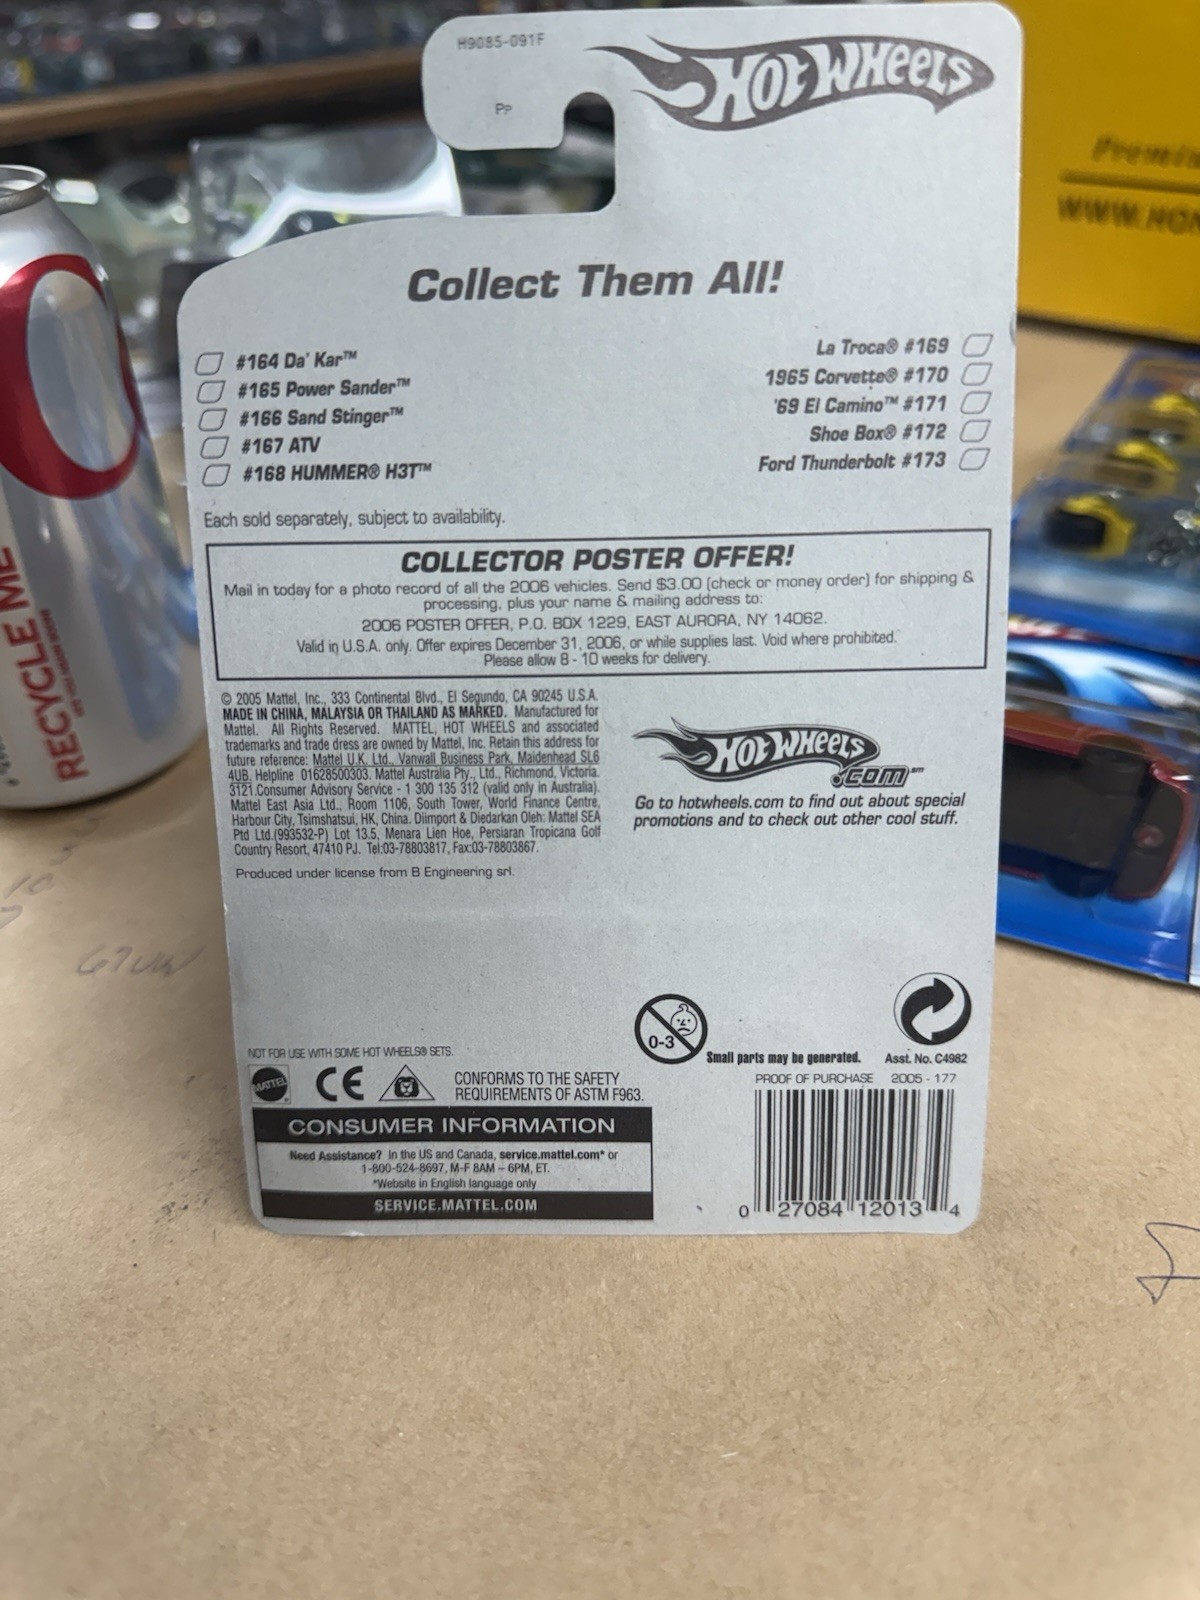 H9085-091F
HOT WHEELS
Pp
Collect Them All!
#164 Da' Kar™
#165 Power Sander™
#166 Sand Stinger™
#167 ATV
#168 HUMMER® H3T™
La Troca® #169
1965 Corvette® #170
'69 El Camino™ #171
Shoe Box® #172
Ford Thunderbolt #173
Each sold separately, subject to availability.
COLLECTOR POSTER OFFER!
Mail in today for a photo record of all the 2006 vehicles. Send $3.00 (check or money order) for shipping &
processing, plus your name & mailing address to:
2006 POSTER OFFER, P.O. BOX 1229, EAST AURORA, NY 14062.
Valid in U.S.A. only. Offer expires December 31, 2006, or while supplies last. Void where prohibited.
Please allow 8 - 10 weeks for delivery.
© 2005 Mattel, Inc., 333 Continental Blvd., El Segundo, CA 90245 U.S.A.
MADE IN CHINA, MALAYSIA OR THAILAND AS MARKED. Manufactured for
Mattel. All Rights Reserved. MATTEL, HOT WHEELS and associated
trademarks and trade dress are owned by Mattel, Inc. Retain this address for
future reference: Mattel U.K. Ltd., Vanwall Business Park, Maidenhead SL6
4UB. Helpline 01628500303. Mattel Australia Pty., Ltd., Richmond, Victoria.
3121.Consumer Advisory Service - 1 300 135 312 (valid only in Australia).
Mattel East Asia Ltd., Room 1106, South Tower, World Finance Centre,
Harbour City, Tsimshatsui, HK, China. Diimport & Diedarkan Oleh: Mattel SEA
Ptd Ltd.(993532-P) Lot 13.5, Menara Lien Hoe, Persiaran Tropicana Golf
Country Resort, 47410 PJ. Tel:03-78803817, Fax:03-78803867.
Produced under license from B Engineering srl.
HOT WHEELS
.COM℠
Go to hotwheels.com to find out about special
promotions and to check out other cool stuff.
NOT FOR USE WITH SOME HOT WHEELS® SETS.
MATTEL
CE
CONFORMS TO THE SAFETY
REQUIREMENTS OF ASTM F963.
0-3
Small parts may be generated.
Asst. No. C4982
PROOF OF PURCHASE 2005 - 177
0 27084 12013 4
CONSUMER INFORMATION
Need Assistance? In the US and Canada, service.mattel.com* or
1-800-524-8697, M-F 8AM – 6PM, ET.
*Website in English language only
SERVICE.MATTEL.COM
RECYCLE ME
Premi
WWW.HON